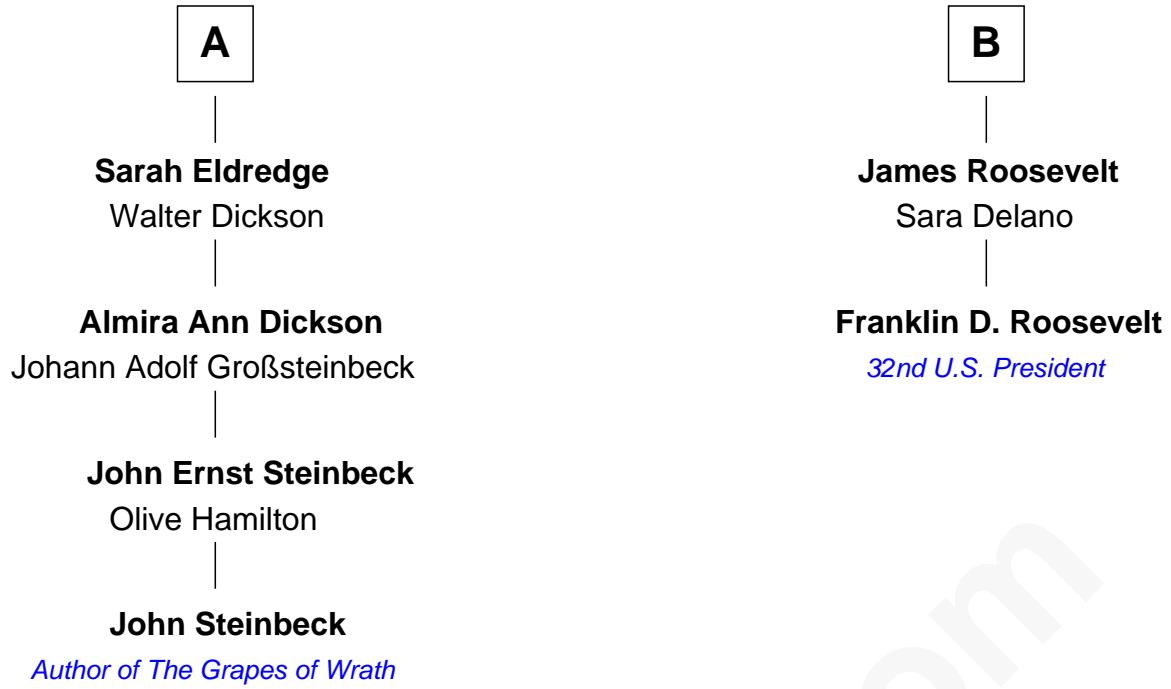 A
Sarah Eldredge
Walter Dickson
Almira Ann Dickson
Johann Adolf Großsteinbeck
John Ernst Steinbeck
Olive Hamilton
John Steinbeck
Author of The Grapes of Wrath
B
James Roosevelt
Sara Delano
Franklin D. Roosevelt
32nd U.S. President
om